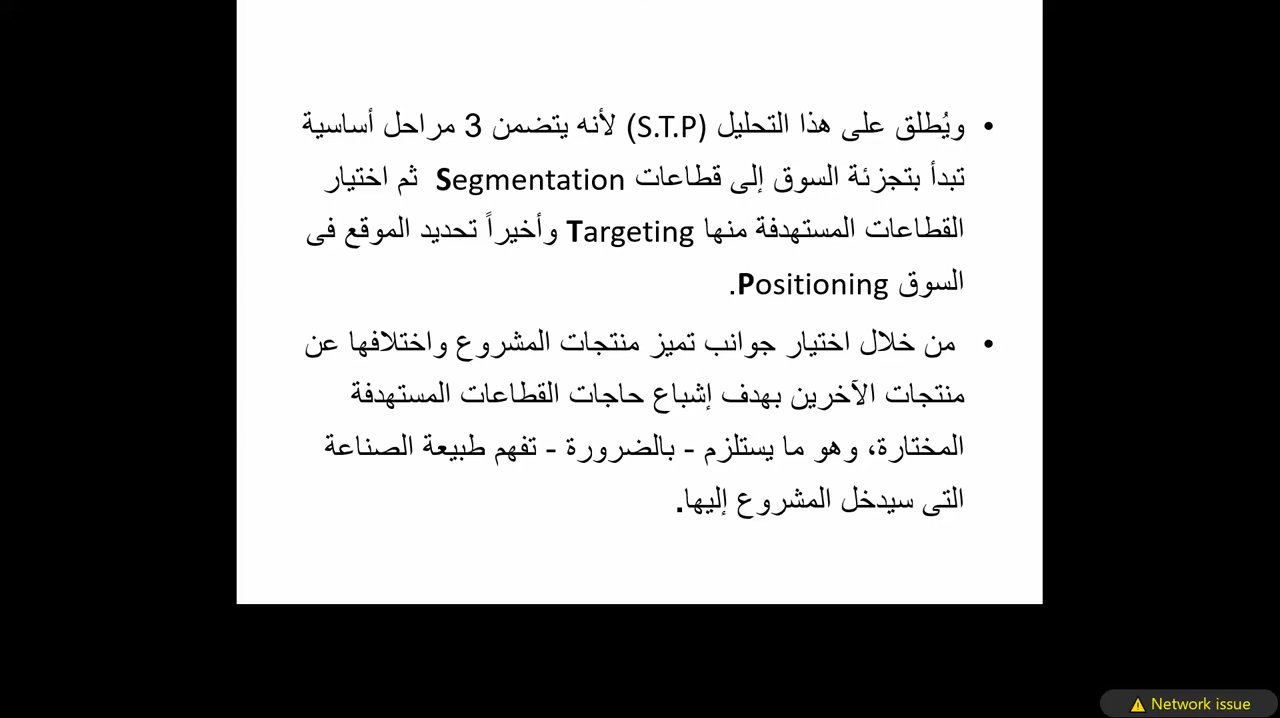 • ويُطلق على هذا التحليل (S.T.P) لأنه يتضمن 3 مراحل أساسية
تبدأ بتجزئة السوق إلى قطاعات Segmentation ثم اختيار
القطاعات المستهدفة منها Targeting وأخيراً تحديد الموقع فى
السوق Positioning.
• من خلال اختيار جوانب تميز منتجات المشروع واختلافها عن
منتجات الآخرين بهدف إشباع حاجات القطاعات المستهدفة
المختارة، وهو ما يستلزم - بالضرورة - تفهم طبيعة الصناعة
التى سيدخل المشروع إليها.
Network issue